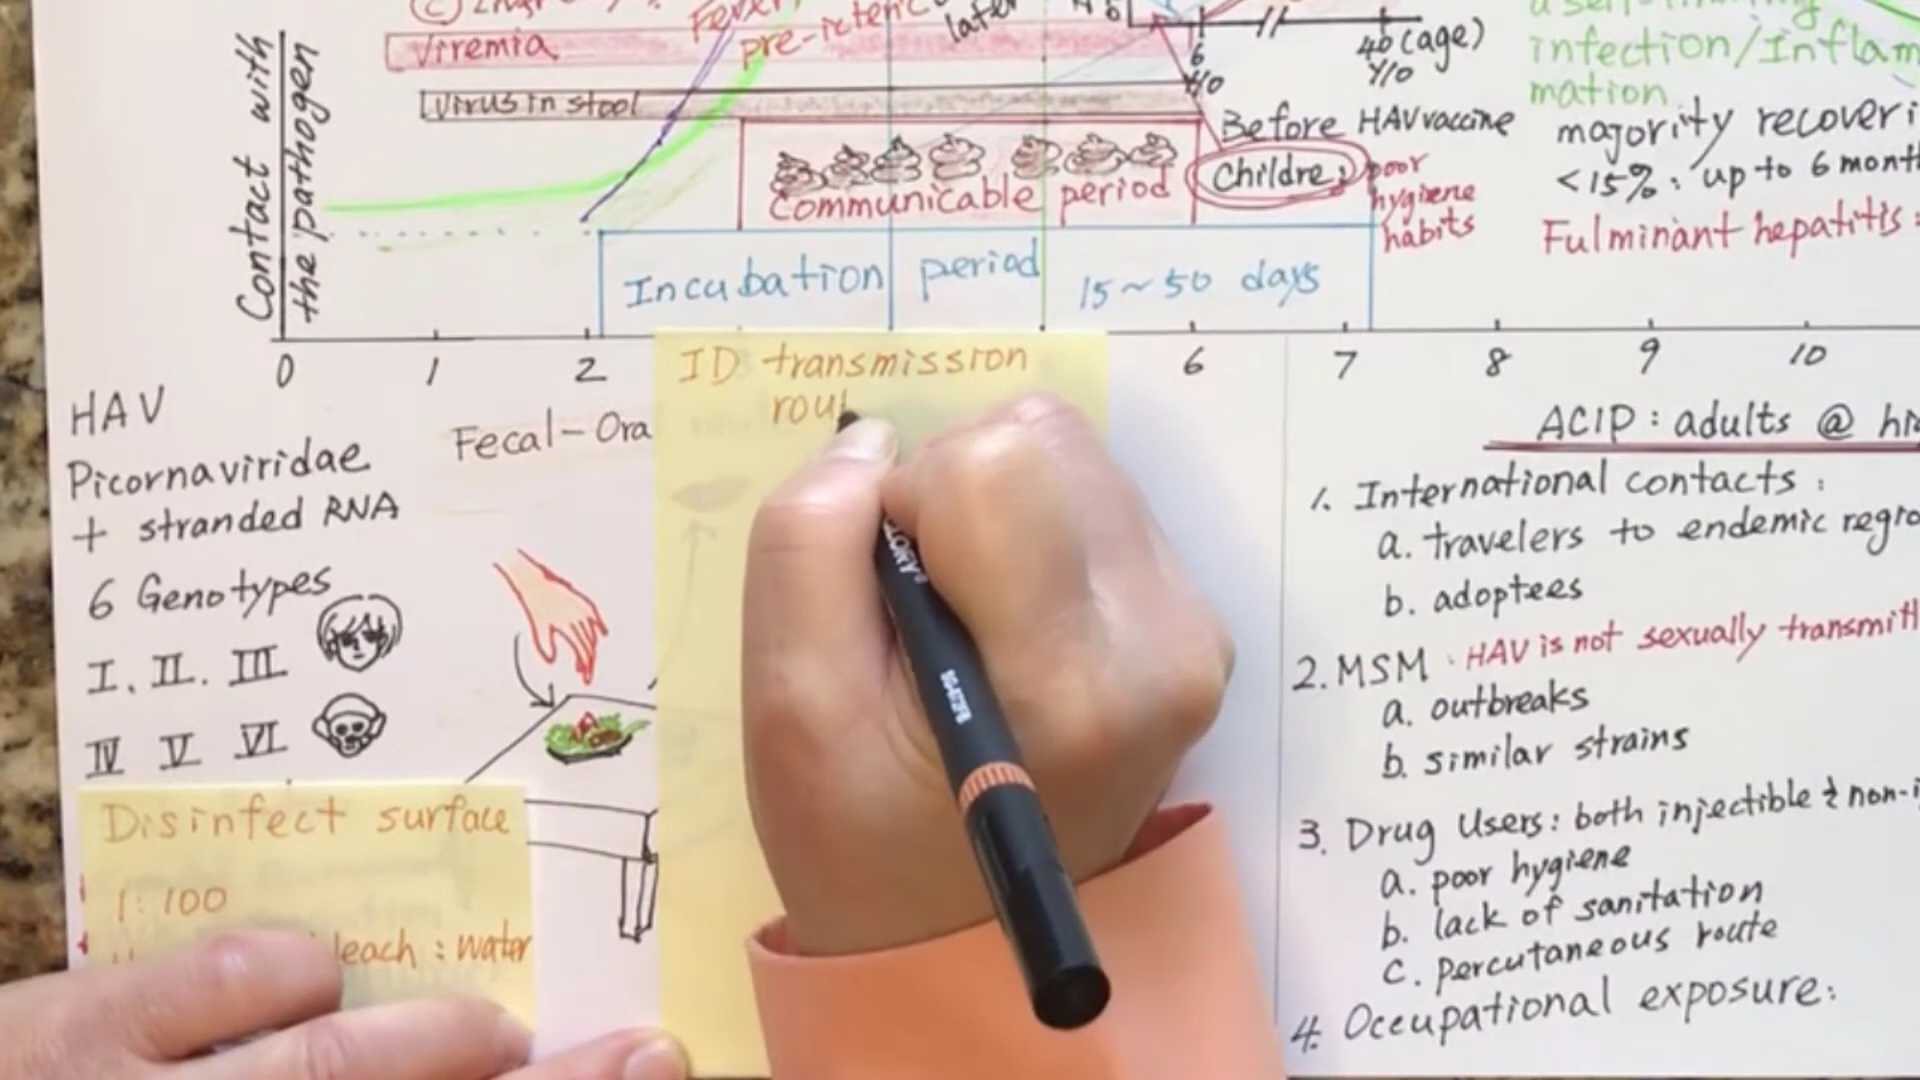 Viremia
Fever
pre-icteric
later
Virus in stool
Contact with
the pathogen
Communicable period
Incubation period 15~50 days
6
Y/O
40 (age)
Y/O
Before HAV vaccine
Children
poor
hygiene
habits
infection/Inflam
mation
majority recoveri
<15%: up to 6 month
Fulminant hepatitis:
0 1 2 6 7 8 9 10
HAV
Picornaviridae
+ stranded RNA
6 Genotypes
I. II. III
IV V VI
Fecal-Ora
ID transmission
rout
Disinfect surface
1:100
leach : water
ACIP: adults @ hi
1. International contacts:
a. travelers to endemic regio
b. adoptees
2. MSM: HAV is not sexually transmitt
a. outbreaks
b. similar strains
3. Drug Users: both injectible & non-i
a. poor hygiene
b. lack of sanitation
c. percutaneous route
4. Occupational exposure: